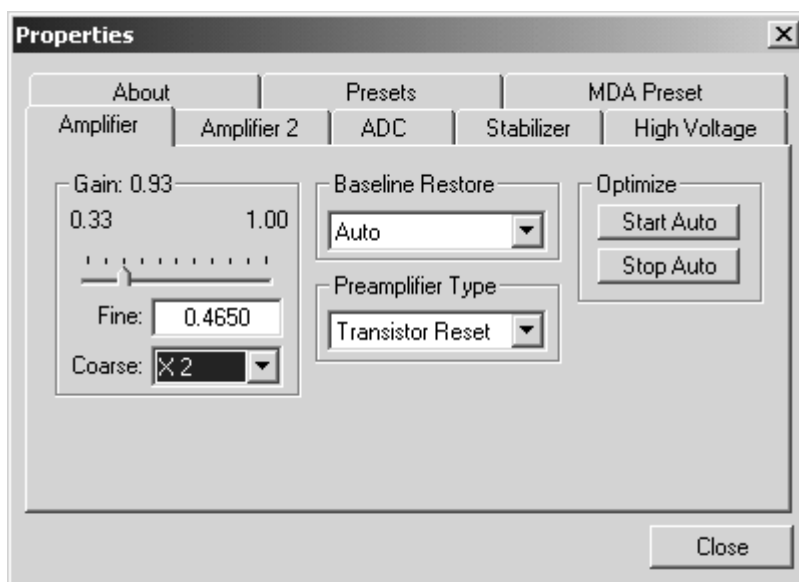 Properties
About Presets MDA Preset
Amplifier Amplifier 2 ADC Stabilizer High Voltage
Gain: 0.93
0.33 1.00
Fine: 0.4650
Coarse: X 2
Baseline Restore
Auto
Preamplifier Type
Transistor Reset
Optimize
Start Auto
Stop Auto
Close